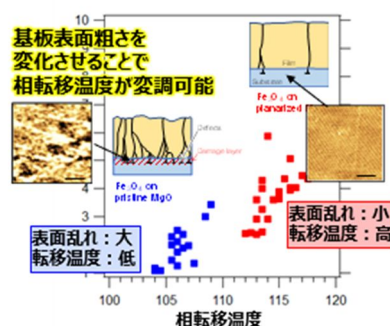 基板表面粗さを
変化させることで
相転移温度が変調可能
10
9
Film
Substrate
Fe₃O₄ on
planarized
Defects
Damage layer
Fe₃O₄ on
pristine MgO
4
3
2
表面乱れ：大
転移温度：低
表面乱れ：小
転移温度：高
100
105
110
115
120
相転移温度